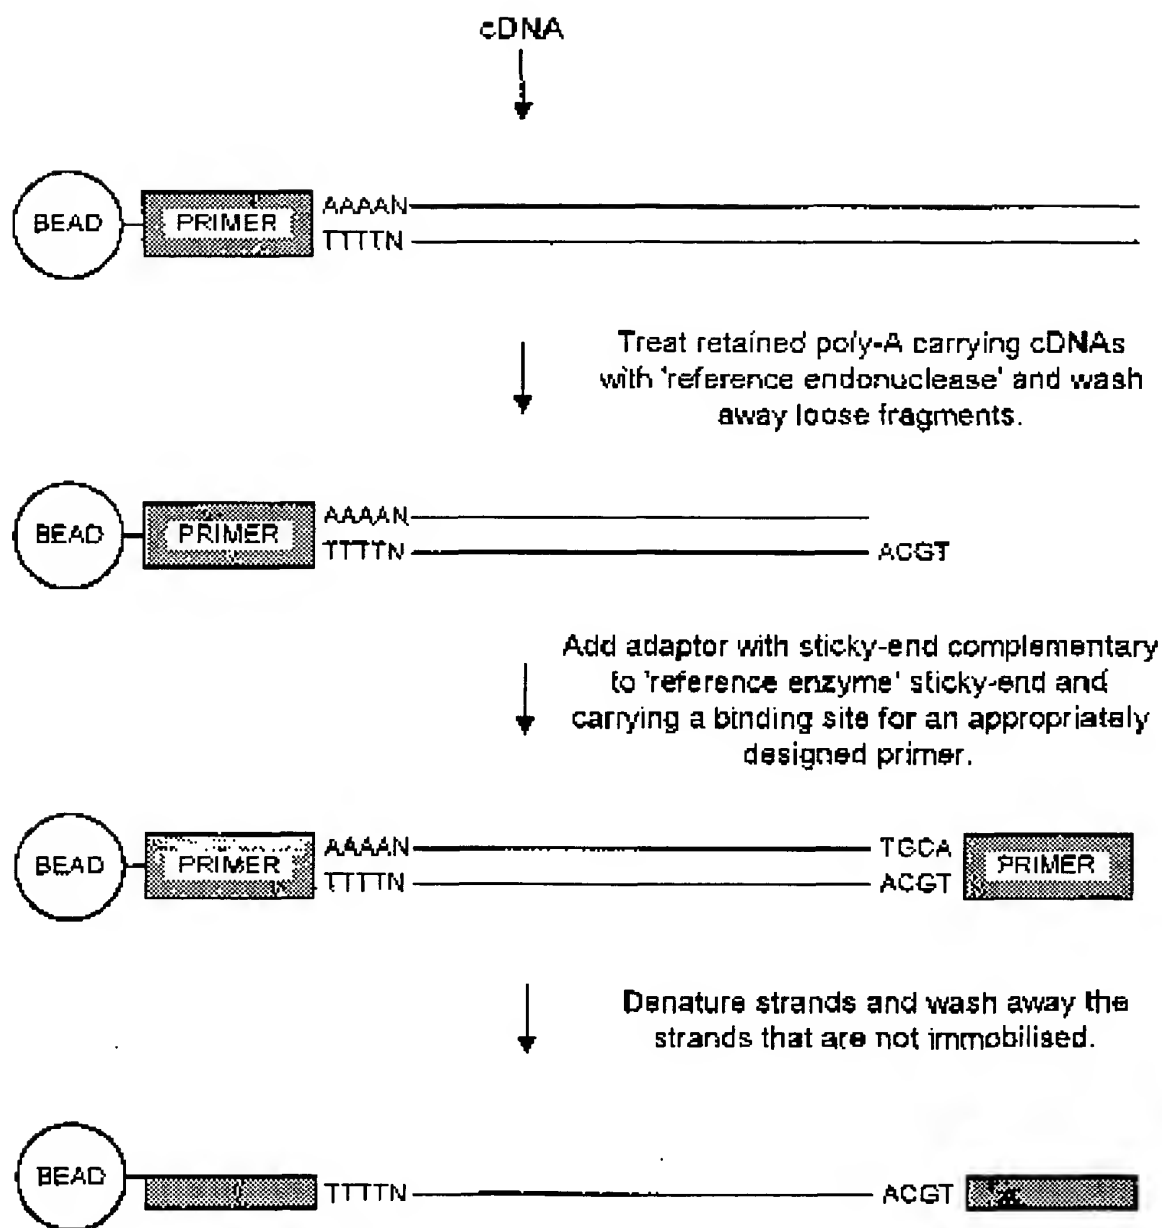 cDNA
BEAD PRIMER AAAAN
TTTTN
Treat retained poly-A carrying cDNAs
with 'reference endonuclease' and wash
away loose fragments.
BEAD PRIMER AAAAN
TTTTN ACGT
Add adaptor with sticky-end complementary
to 'reference enzyme' sticky-end and
carrying a binding site for an appropriately
designed primer.
BEAD PRIMER AAAAN TGCA PRIMER
TTTTN ACGT
Denature strands and wash away the
strands that are not immobilised.
BEAD
TTTTN ACGT